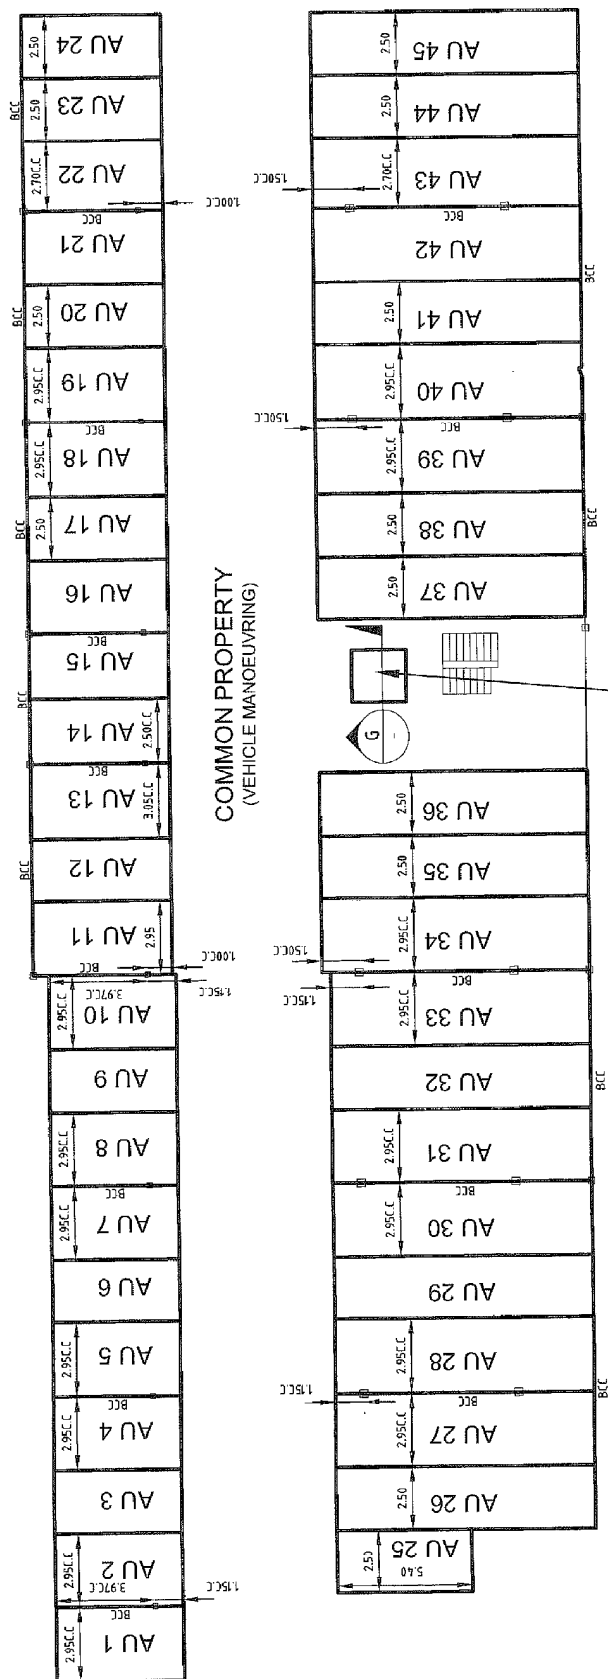 AU 24
2.50
AU 23
2.50
BCC
AU 22
2.70C.C
1.00C.C
BCC
AU 21
AU 20
2.50
BCC
AU 19
2.95C.C
BCC
AU 18
2.95C.C
AU 17
2.50
BCC
AU 16
BCC
AU 15
BCC
AU 14
2.50C.C
BCC
AU 13
3.05C.C
AU 12
BCC
AU 11
2.95
1.00C.C
BCC
3.97C.C
1.15C.C
AU 10
2.95C.C
AU 9
AU 8
2.95C.C
BCC
AU 7
2.95C.C
AU 6
AU 5
2.95C.C
BCC
AU 4
2.95C.C
AU 3
AU 2
2.95C.C
3.97C.C
1.15C.C
BCC
AU 1
2.95C.C
COMMON PROPERTY
(VEHICLE MANOEUVRING)
AU 45
2.50
AU 44
2.50
1.50C.C
AU 43
2.70C.C
BCC
AU 42
BCC
AU 41
2.50
AU 40
2.95C.C
1.50C.C
BCC
AU 39
2.95C.C
BCC
AU 38
2.50
AU 37
2.50
G
-
AU 36
2.50
AU 35
2.50
AU 34
2.95C.C
1.50C.C
BCC
1.15C.C
AU 33
2.95C.C
AU 32
BCC
AU 31
2.95C.C
BCC
AU 30
2.95C.C
AU 29
AU 28
2.95C.C
1.15C.C
BCC
BCC
AU 27
2.95C.C
AU 26
2.50
AU 25
2.50
5.40